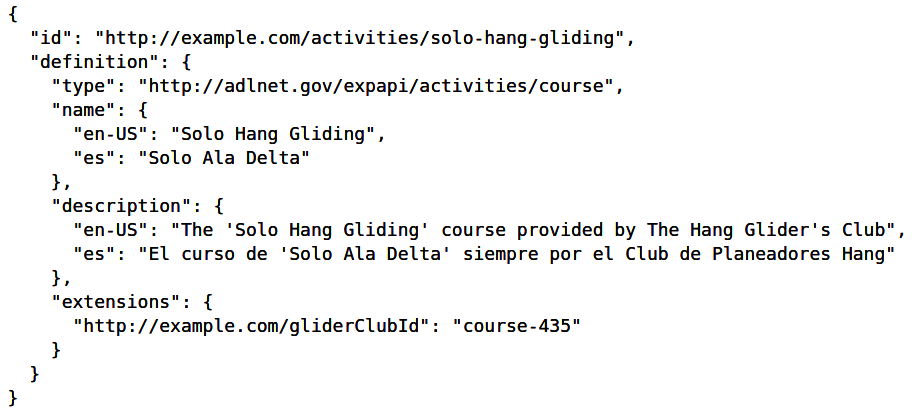 {
  "id": "http://example.com/activities/solo-hang-gliding",
  "definition": {
    "type": "http://adlnet.gov/expapi/activities/course",
    "name": {
      "en-US": "Solo Hang Gliding",
      "es": "Solo Ala Delta"
    },
    "description": {
      "en-US": "The 'Solo Hang Gliding' course provided by The Hang Glider's Club",
      "es": "El curso de 'Solo Ala Delta' siempre por el Club de Planeadores Hang"
    },
    "extensions": {
      "http://example.com/gliderClubId": "course-435"
    }
  }
}